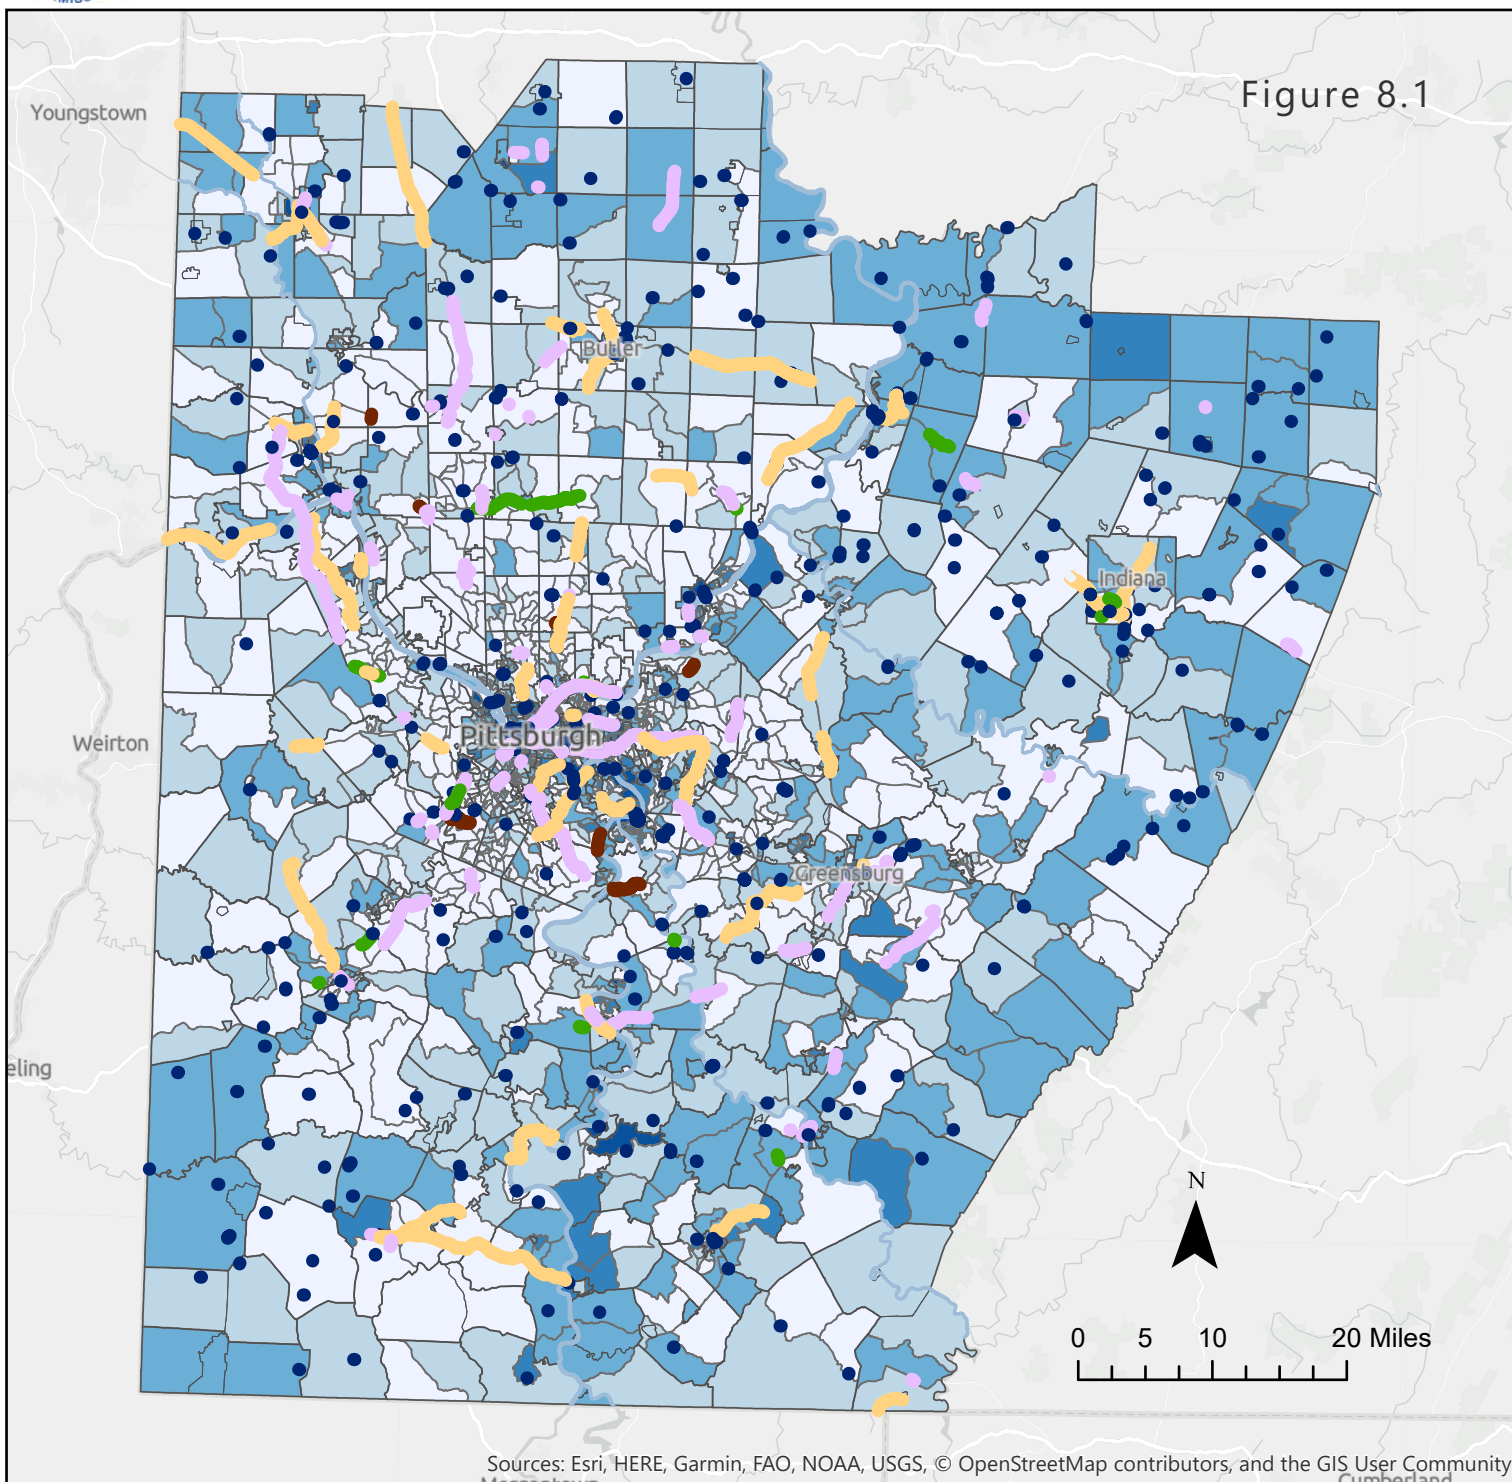 Figure 8.1
Youngstown
Butler
Indiana
Weirton
Pittsburgh
Greensburg
eling
N
0 5 10 20 Miles
Sources: Esri, HERE, Garmin, FAO, NOAA, USGS, © OpenStreetMap contributors, and the GIS User Community